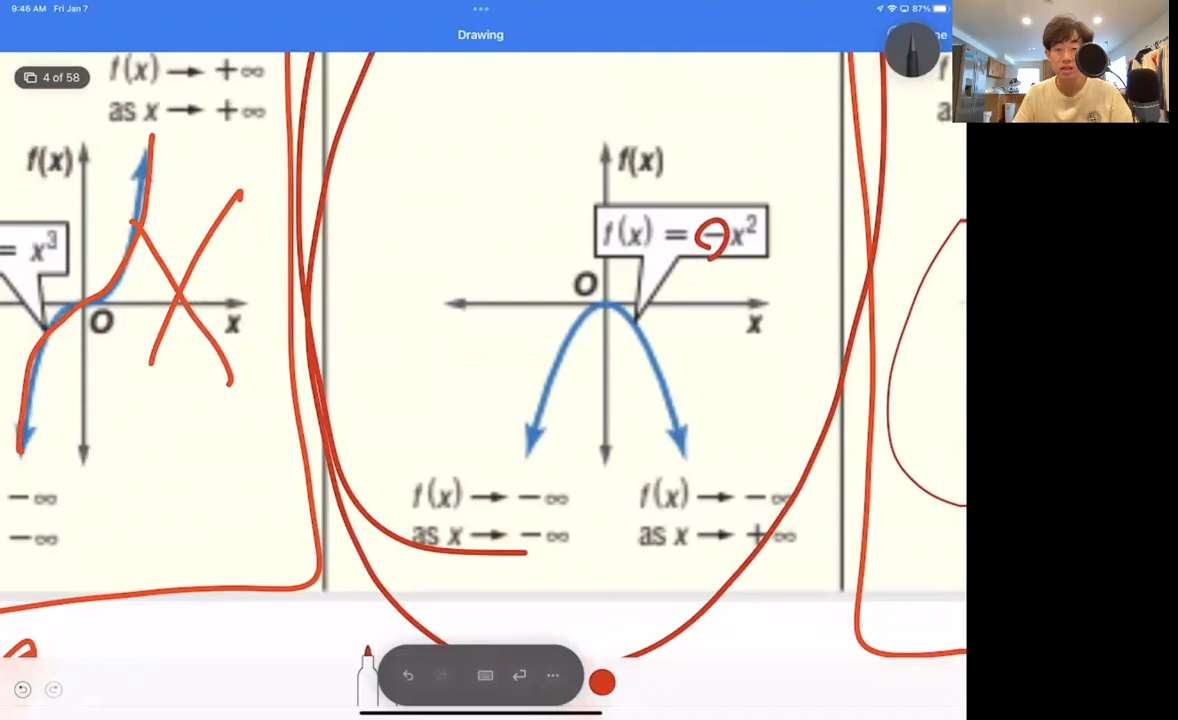 9:46 AM Fri Jan 7
87%
Drawing
4 of 58
f(x) → +∞
as x → +∞
f(x)
= x³
O
x
−∞
−∞
f(x)
f(x) = −x²
O
x
f(x) → −∞
as x → −∞
f(x) → −∞
as x → +∞